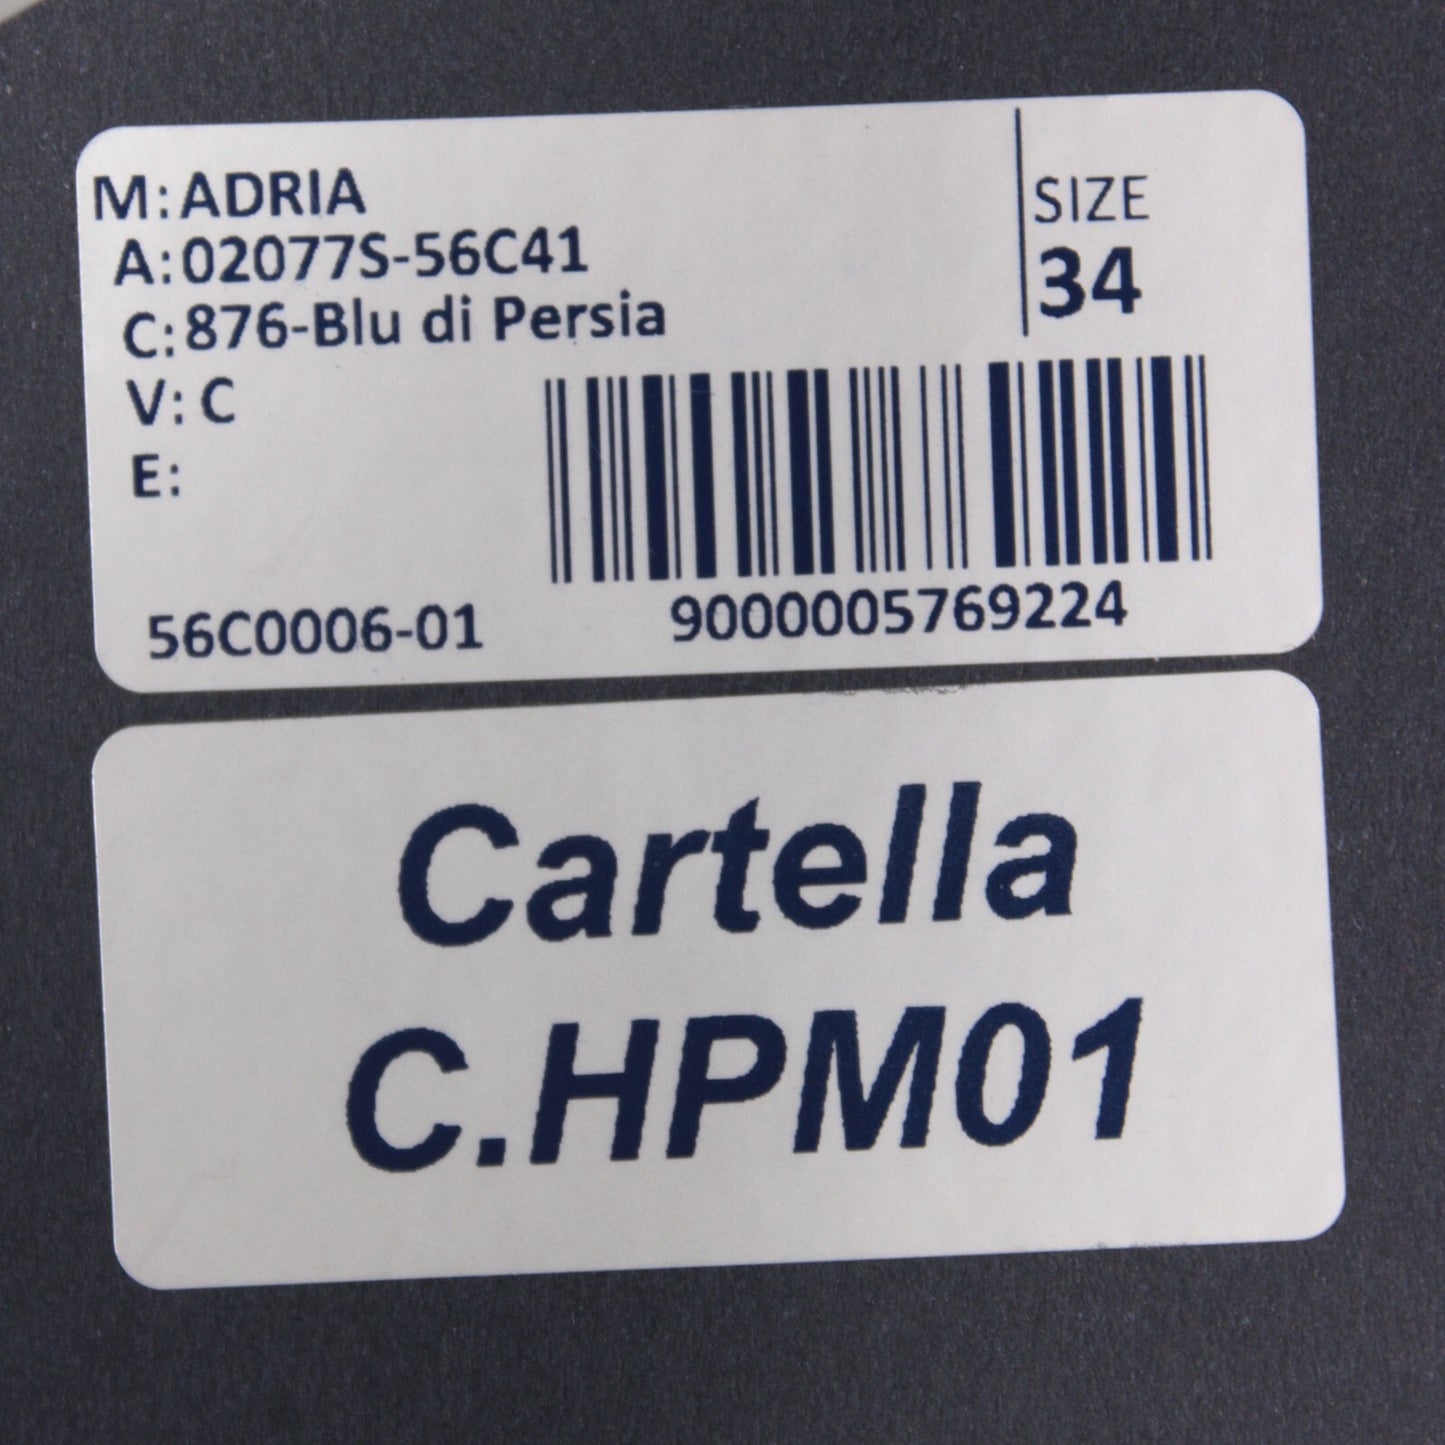 M: ADRIA
A: 02077S-56C41
C: 876-Blu di Persia
V: C
E:
SIZE
34
56C0006-01
9000005769224
Cartella
C.HPM01